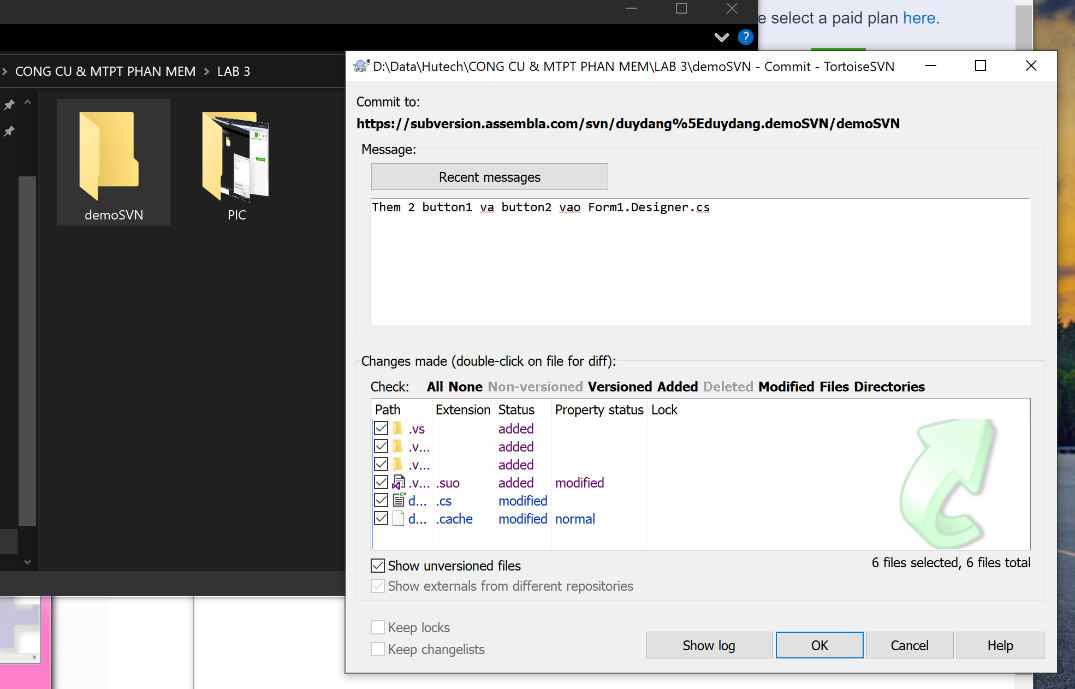 e select a paid plan here.
?
CONG CU & MTPT PHAN MEM > LAB 3
demoSVN
PIC
D:\Data\Hutech\CONG CU & MTPT PHAN MEM\LAB 3\demoSVN - Commit - TortoiseSVN
Commit to:
https://subversion.assembla.com/svn/duydang%5Eduydang.demoSVN/demoSVN
Message:
Recent messages
Them 2 button1 va button2 vao Form1.Designer.cs
Changes made (double-click on file for diff):
Check: All None Non-versioned Versioned Added Deleted Modified Files Directories
Path Extension Status Property status Lock
.vs added
.v... added
.v... added
.v... .suo added modified
d... .cs modified
d... .cache modified normal
Show unversioned files
6 files selected, 6 files total
Show externals from different repositories
Keep locks
Keep changelists
Show log
OK
Cancel
Help